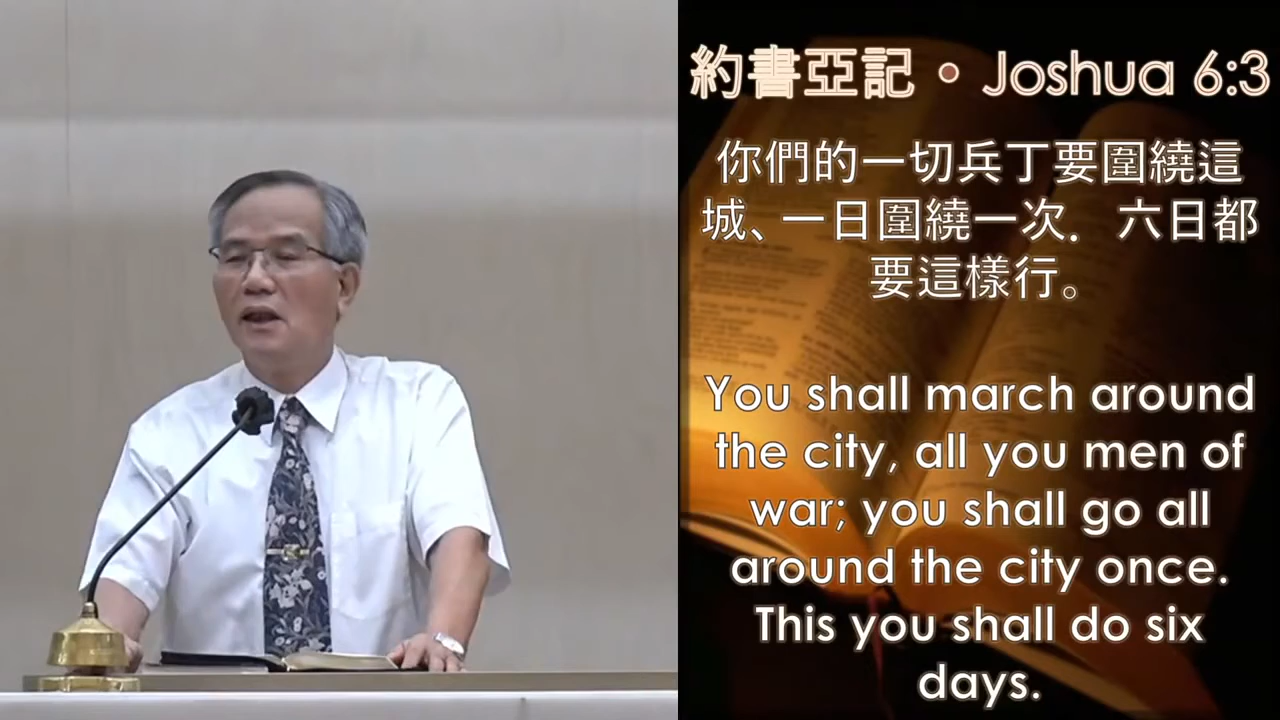 約書亞記 • Joshua 6:3
你們的一切兵丁要圍繞這
城、一日圍繞一次．六日都
要這樣行。
You shall march around
the city, all you men of
war; you shall go all
around the city once.
This you shall do six
days.